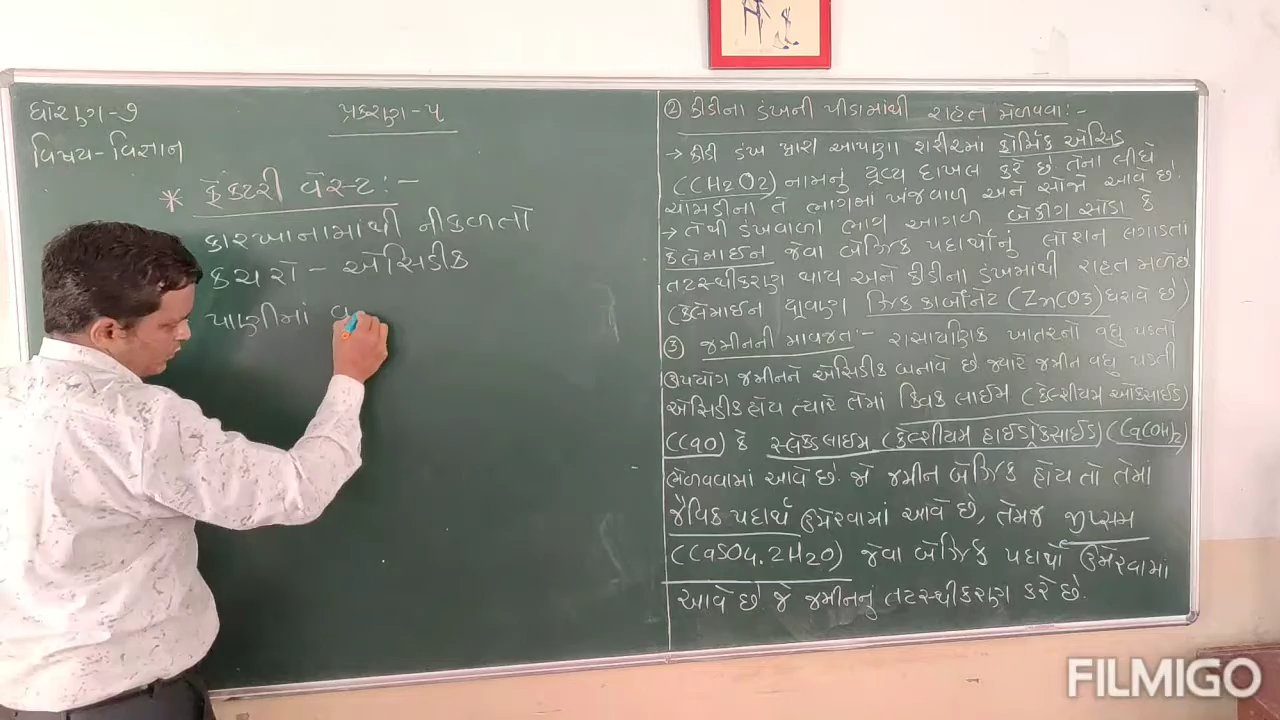 ધોરણ-૭
વિષય-વિજ્ઞાન
પ્રકરણ-૫
* ફૅક્ટરી વેસ્ટ :-
કારખાનામાંથી નીકળતો
કચરો - એસિડીક
પાણીમાં
② કીડીના ડંખની પીડામાંથી રાહત મેળવવા:-
→ કીડી ડંખ દ્વારા આપણા શરીરમાં ફોર્મિક એસિડ
(CH2O2) નામનું દ્રવ્ય દાખલ કરે છે. તેના લીધે
ચામડીના તે ભાગમાં ખંજવાળ અને સોજો આવે છે.
→ તેથી ડંખવાળા ભાગ આગળ બેકીંગ સોડા કે
કેલેમાઈન જેવા બેઝિક પદાર્થોનું લોશન લગાડતાં
તટસ્થીકરણ થાય અને કીડીના ડંખમાંથી રાહત મળે છે
(કેલેમાઈન દ્રાવણ ઝિંક કાર્બોનેટ (ZnCO3) ધરાવે છે)
③ જમીનની માવજત:- રાસાયણિક ખાતરનો વધુ પડતો
ઉપયોગ જમીનને એસિડીક બનાવે છે જ્યારે જમીન વધુ પડતી
એસિડીક હોય ત્યારે તેમાં ક્વિક લાઈમ (કેલ્શીયમ ઓક્સાઈડ)
(CaO) કે સ્લેક્ડ લાઈમ (કેલ્શીયમ હાઈડ્રોક્સાઈડ) (Ca(OH)2)
ભેળવવામાં આવે છે. જો જમીન બેઝિક હોય તો તેમાં
જૈવિક પદાર્થ ઉમેરવામાં આવે છે, તેમજ જીપ્સમ
(CaSO4.2H2O) જેવા બેઝિક પદાર્થો ઉમેરવામાં
આવે છે જે જમીનનું તટસ્થીકરણ કરે છે.
FILMIGO